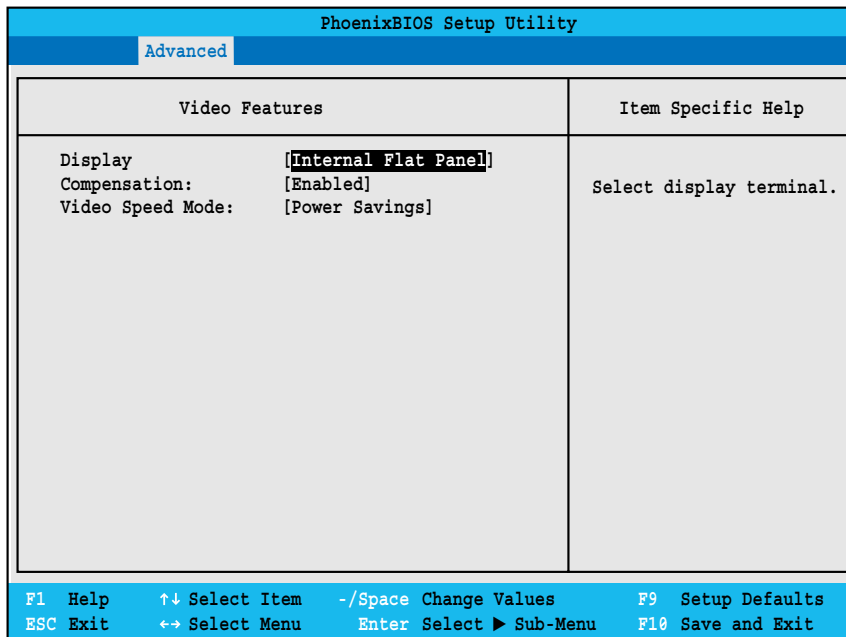 PhoenixBIOS Setup Utility
Advanced
Video Features
Item Specific Help
Display [Internal Flat Panel]
Compensation: [Enabled]
Video Speed Mode: [Power Savings]
Select display terminal.
F1 Help ↑↓ Select Item -/Space Change Values F9 Setup Defaults
ESC Exit ←→ Select Menu Enter Select ▶ Sub-Menu F10 Save and Exit